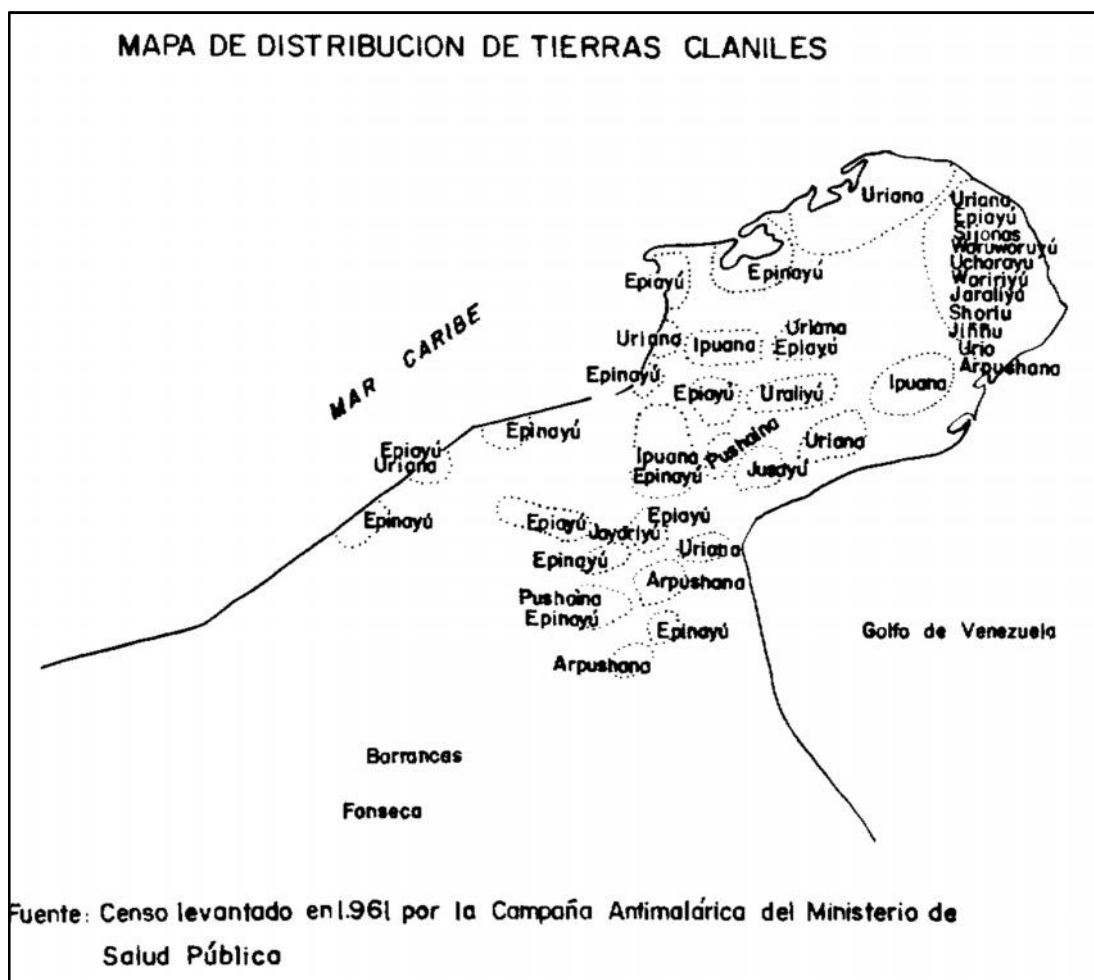 MAPA DE DISTRIBUCION DE TIERRAS CLANILES
Uriana
Uriana
Epiayú
Sijonas
Waruworuyú
Ucharayu
Woririyú
Jaraliyú
Shorlu
Jiññu
Urio
Arpushana
Epiayú
Epinayú
MAR CARIBE
Uriana
Ipuana
Uriana
Epiayú
Epinayú
Epiayú
Uraliyú
Ipuana
Epinayú
Pushaina
Uriana
Epiayú
Uriana
Ipuana
Epinayú
Jusayú
Epinayú
Epiayú
Jayariyú
Epiayú
Uriana
Epinayú
Arpushana
Pushaina
Epinayú
Epinayú
Golfo de Venezuela
Arpushana
Barrancas
Fonseca
Fuente: Censo levantado en 1.961 por la Campaña Antimalárica del Ministerio de
Salud Pública